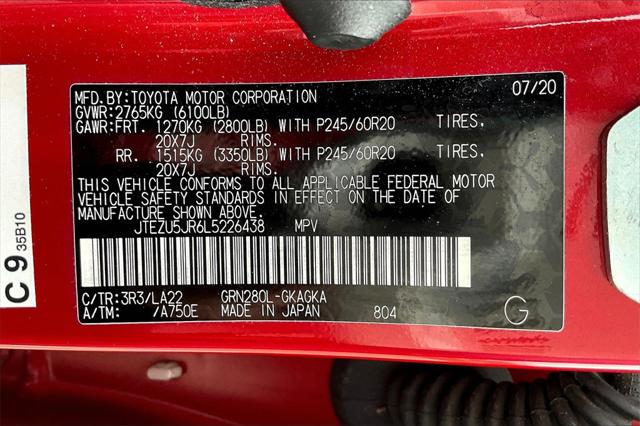 MFD.BY:TOYOTA MOTOR CORPORATION 07/20
GVWR:2765KG (6100LB)
GAWR:FRT. 1270KG (2800LB) WITH P245/60R20 TIRES,
20X7J RIMS.
RR. 1515KG (3350LB) WITH P245/60R20 TIRES,
20X7J RIMS.
THIS VEHICLE CONFORMS TO ALL APPLICABLE FEDERAL MOTOR
VEHICLE SAFETY STANDARDS IN EFFECT ON THE DATE OF
MANUFACTURE SHOWN ABOVE.
JTEZU5JR6L5226438 MPV
C/TR:3R3/LA22 GRN280L-GKAGKA
A/TM: /A750E MADE IN JAPAN 804
G
C 9 35B10